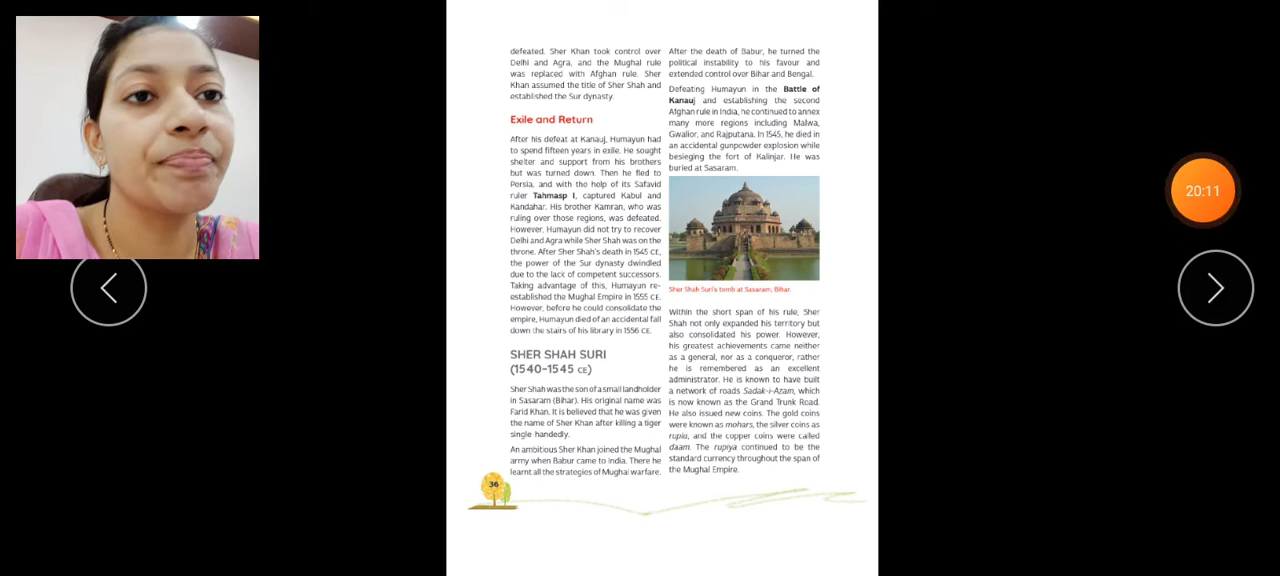 defeated. Sher Khan took control over
Delhi and Agra, and the Mughal rule
was replaced with Afghan rule. Sher
Khan assumed the title of Sher Shah and
established the Sur dynasty.
Exile and Return
After his defeat at Kanauj, Humayun had
to spend fifteen years in exile. He sought
shelter and support from his brothers
but was turned down. Then he fled to
Persia, and with the help of its Safavid
ruler Tahmasp I, captured Kabul and
Kandahar. His brother Kamran, who was
ruling over those regions, was defeated.
However, Humayun did not try to recover
Delhi and Agra while Sher Shah was on the
throne. After Sher Shah's death in 1545 CE,
the power of the Sur dynasty dwindled
due to the lack of competent successors.
Taking advantage of this, Humayun re-
established the Mughal Empire in 1555 CE.
However, before he could consolidate the
empire, Humayun died of an accidental fall
down the stairs of his library in 1556 CE.
SHER SHAH SURI
(1540-1545 CE)
Sher Shah was the son of a small landholder
in Sasaram (Bihar). His original name was
Farid Khan. It is believed that he was given
the name of Sher Khan after killing a tiger
single-handedly.
An ambitious Sher Khan joined the Mughal
army when Babur came to India. There he
learnt all the strategies of Mughal warfare.
36
After the death of Babur, he turned the
political instability to his favour and
extended control over Bihar and Bengal.
Defeating Humayun in the Battle of
Kanauj and establishing the second
Afghan rule in India, he continued to annex
many more regions including Malwa,
Gwalior, and Rajputana. In 1545, he died in
an accidental gunpowder explosion while
besieging the fort of Kalinjar. He was
buried at Sasaram.
Sher Shah Suri's tomb at Sasaram, Bihar.
Within the short span of his rule, Sher
Shah not only expanded his territory but
also consolidated his power. However,
his greatest achievements came neither
as a general, nor as a conqueror, rather
he is remembered as an excellent
administrator. He is known to have built
a network of roads Sadak-i-Azam, which
is now known as the Grand Trunk Road.
He also issued new coins. The gold coins
were known as mohars, the silver coins as
rupia, and the copper coins were called
daam. The rupiya continued to be the
standard currency throughout the span of
the Mughal Empire.
20:11